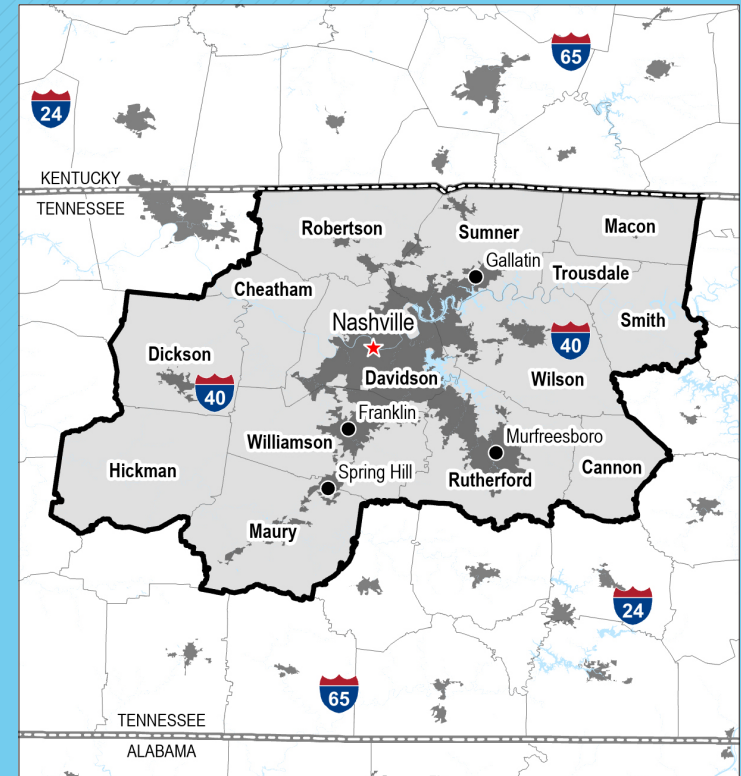 65
24
KENTUCKY
TENNESSEE
Robertson
Sumner
Macon
Gallatin
Trousdale
Cheatham
Smith
Nashville
40
Dickson
Davidson
Wilson
40
Franklin
Williamson
Murfreesboro
Hickman
Spring Hill
Rutherford
Cannon
Maury
24
65
TENNESSEE
ALABAMA